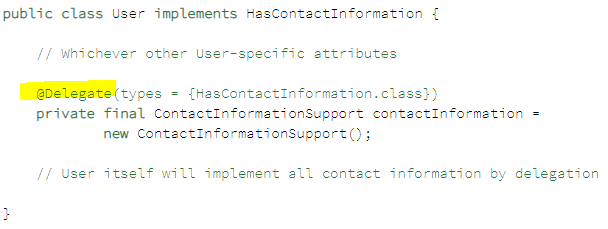 public class User implements HasContactInformation {
// Whichever other User-specific attributes
@Delegate(types = {HasContactInformation.class})
private final ContactInformationSupport contactInformation =
new ContactInformationSupport();
// User itself will implement all contact information by delegation
}